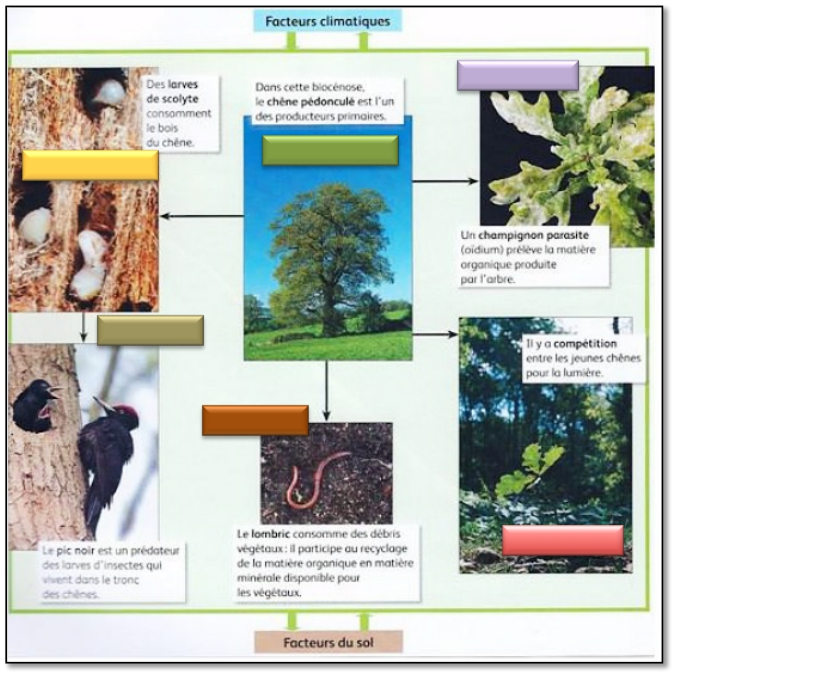 Facteurs climatiques
Des larves
de scolyte
consomment
le bois
du chêne.
Dans cette biocénose,
le chêne pédonculé est l'un
des producteurs primaires.
Un champignon parasite
(oïdium) prélève la matière
organique produite
par l'arbre.
Il y a compétition
entre les jeunes chênes
pour la lumière.
Le pic noir est un prédateur
des larves d'insectes qui
vivent dans le tronc
des chênes.
Le lombric consomme des débris
végétaux : il participe au recyclage
de la matière organique en matière
minérale disponible pour
les végétaux.
Facteurs du sol